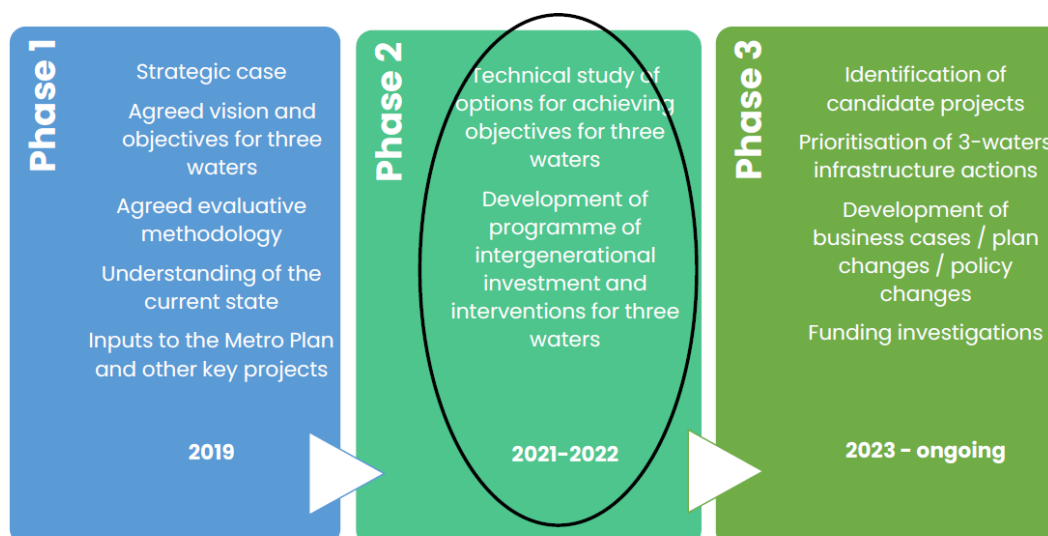 Phase 1
Strategic case
Agreed vision and
objectives for three
waters
Agreed evaluative
methodology
Understanding of the
current state
Inputs to the Metro Plan
and other key projects
2019
Phase 2
Technical study of
options for achieving
objectives for three
waters
Development of
programme of
intergenerational
investment and
interventions for three
waters
2021-2022
Phase 3
Identification of
candidate projects
Prioritisation of 3-waters
infrastructure actions
Development of
business cases / plan
changes / policy
changes
Funding investigations
2023 - ongoing